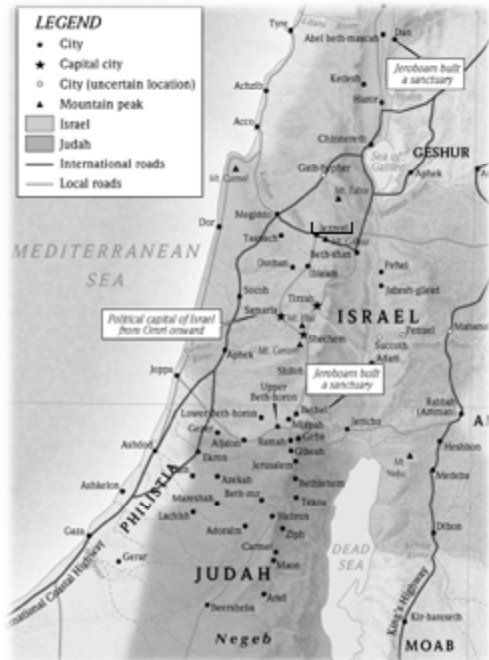 LEGEND
City
Capital city
City (uncertain location)
Mountain peak
Israel
Judah
International roads
Local roads
Tyre
Litani River
Dan
Abel beth-maacah
Jeroboam built
a sanctuary
Kedesh
Hazor
Achzib
Acco
Chinnereth
Sea of
Galilee
GESHUR
Aphek
Gath-hepher
Mt. Carmel
Mt. Tabor
Megiddo
Jezreel
Dor
Taanach
Beth-shan
MEDITERRANEAN
SEA
Dothan
Ibleam
Pehel
Jabesh-gilead
Socoh
Tirzah
Samaria
Mt. Ebal
ISRAEL
Political capital of Israel
from Omri onward
Shechem
Mt. Gerizim
Penuel
Mahanaim
Succoth
Adam
Aphek
Shiloh
Jeroboam built
a sanctuary
Joppa
Upper
Beth-horon
Lower Beth-horon
Bethel
Mizpah
Rabbah
(Amman)
Gezer
Jericho
Aijalon
Ramah
Geba
Gibeah
Heshbon
Ashdod
Ekron
Jerusalem
Mt.
Nebo
Medeba
PHILISTIA
Azekah
Bethlehem
Ashkelon
Mareshah
Beth-zur
Tekoa
Lachish
Hebron
Adoraim
Ziph
Dibon
Gaza
DEAD
SEA
Gerar
Carmel
Maon
JUDAH
Arad
Beersheba
King's Highway
Kir-hareseth
Negeb
MOAB
Coastal Highway